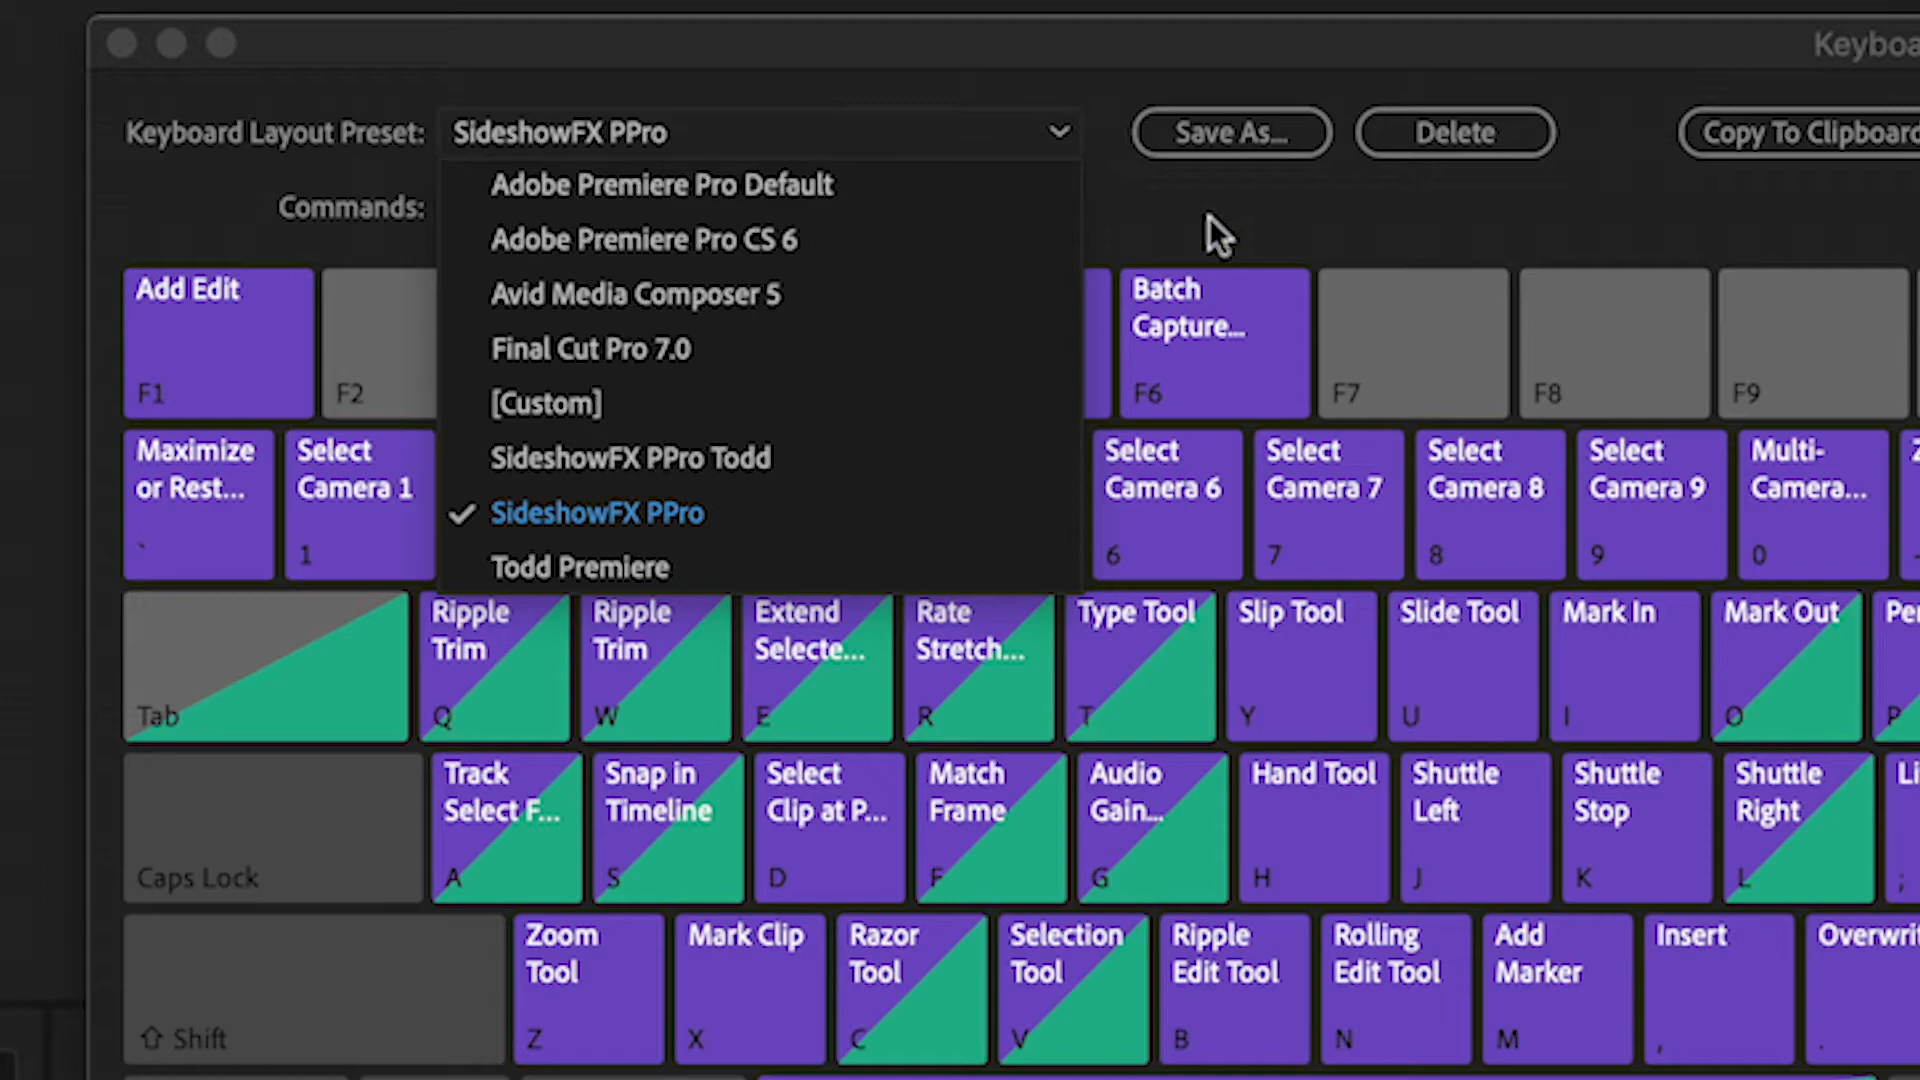 Keyboa
Keyboard Layout Preset:
SideshowFX PPro
Save As...
Delete
Copy To Clipboard
Commands:
Adobe Premiere Pro Default
Adobe Premiere Pro CS 6
Avid Media Composer 5
Final Cut Pro 7.0
[Custom]
SideshowFX PPro Todd
SideshowFX PPro
Todd Premiere
Add Edit
F1
F2
Batch
Capture...
F6
F7
F8
F9
Maximize
or Rest...
`
Select
Camera 1
1
Select
Camera 6
6
Select
Camera 7
7
Select
Camera 8
8
Select
Camera 9
9
Multi-
Camera...
0
Tab
Ripple
Trim
Q
Ripple
Trim
W
Extend
Selecte...
E
Rate
Stretch...
R
Type Tool
T
Slip Tool
Y
Slide Tool
U
Mark In
I
Mark Out
O
Pe
P
Caps Lock
Track
Select F...
A
Snap in
Timeline
S
Select
Clip at P...
D
Match
Frame
F
Audio
Gain...
G
Hand Tool
H
Shuttle
Left
J
Shuttle
Stop
K
Shuttle
Right
L
Li
;
⇧ Shift
Zoom
Tool
Z
Mark Clip
X
Razor
Tool
C
Selection
Tool
V
Ripple
Edit Tool
B
Rolling
Edit Tool
N
Add
Marker
M
Insert
,
Overwri
.